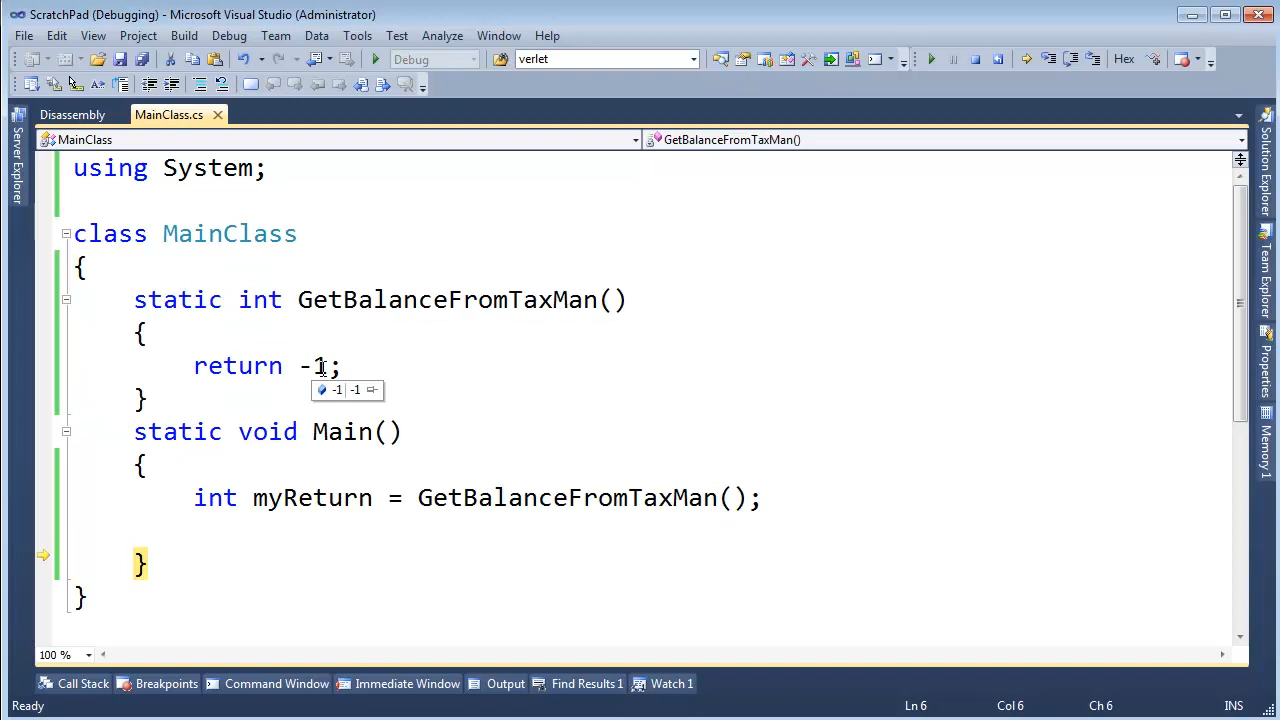 ScratchPad (Debugging) - Microsoft Visual Studio (Administrator)
File Edit View Project Build Debug Team Data Tools Test Analyze Window Help
Debug verlet Hex
Disassembly MainClass.cs
MainClass GetBalanceFromTaxMan()
Server Explorer
Solution Explorer
Team Explorer
Properties
Memory 1
using System;
class MainClass
{
static int GetBalanceFromTaxMan()
{
return -1;
-1 -1
}
static void Main()
{
int myReturn = GetBalanceFromTaxMan();
}
}
100 %
Call Stack Breakpoints Command Window Immediate Window Output Find Results 1 Watch 1
Ready Ln 6 Col 6 Ch 6 INS